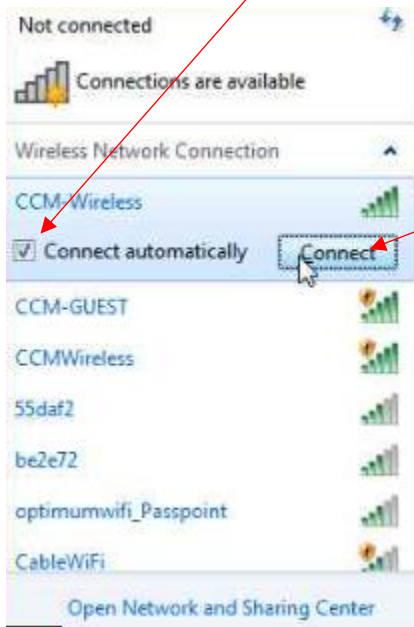 Not connected
Connections are available
Wireless Network Connection
CCM-Wireless
Connect automatically Connect
CCM-GUEST
CCMWireless
55daf2
be2e72
optimumwifi_Passpoint
CableWiFi
Open Network and Sharing Center